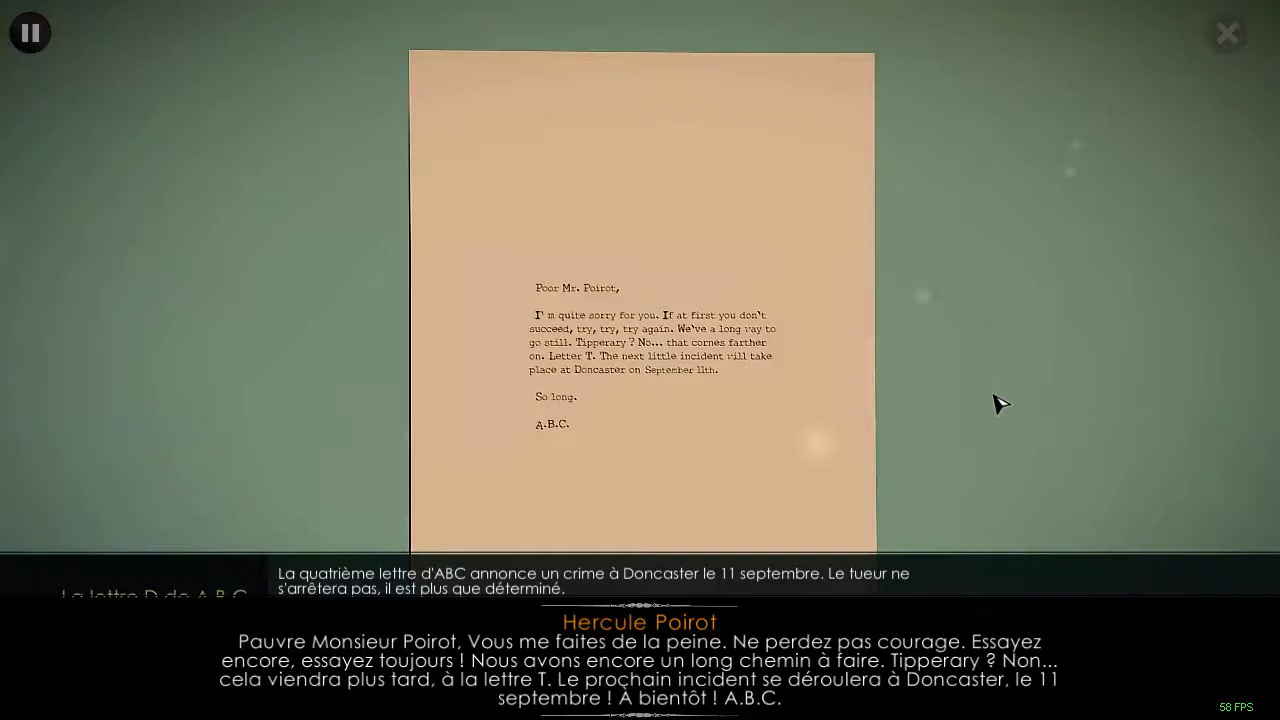 Poor Mr. Poirot,
I'm quite sorry for you. If at first you don't
succeed, try, try, try again. We've a long way to
go still. Tipperary ? No... that comes farther
on. Letter T. The next little incident will take
place at Doncaster on September 11th.
So long.
A.B.C.
La quatrième lettre d'ABC annonce un crime à Doncaster le 11 septembre. Le tueur ne
s'arrêtera pas, il est plus que déterminé.
La lettre D de A.B.C
Hercule Poirot
Pauvre Monsieur Poirot, Vous me faites de la peine. Ne perdez pas courage. Essayez
encore, essayez toujours ! Nous avons encore un long chemin à faire. Tipperary ? Non...
cela viendra plus tard, à la lettre T. Le prochain incident se déroulera à Doncaster, le 11
septembre ! À bientôt ! A.B.C.
58 FPS